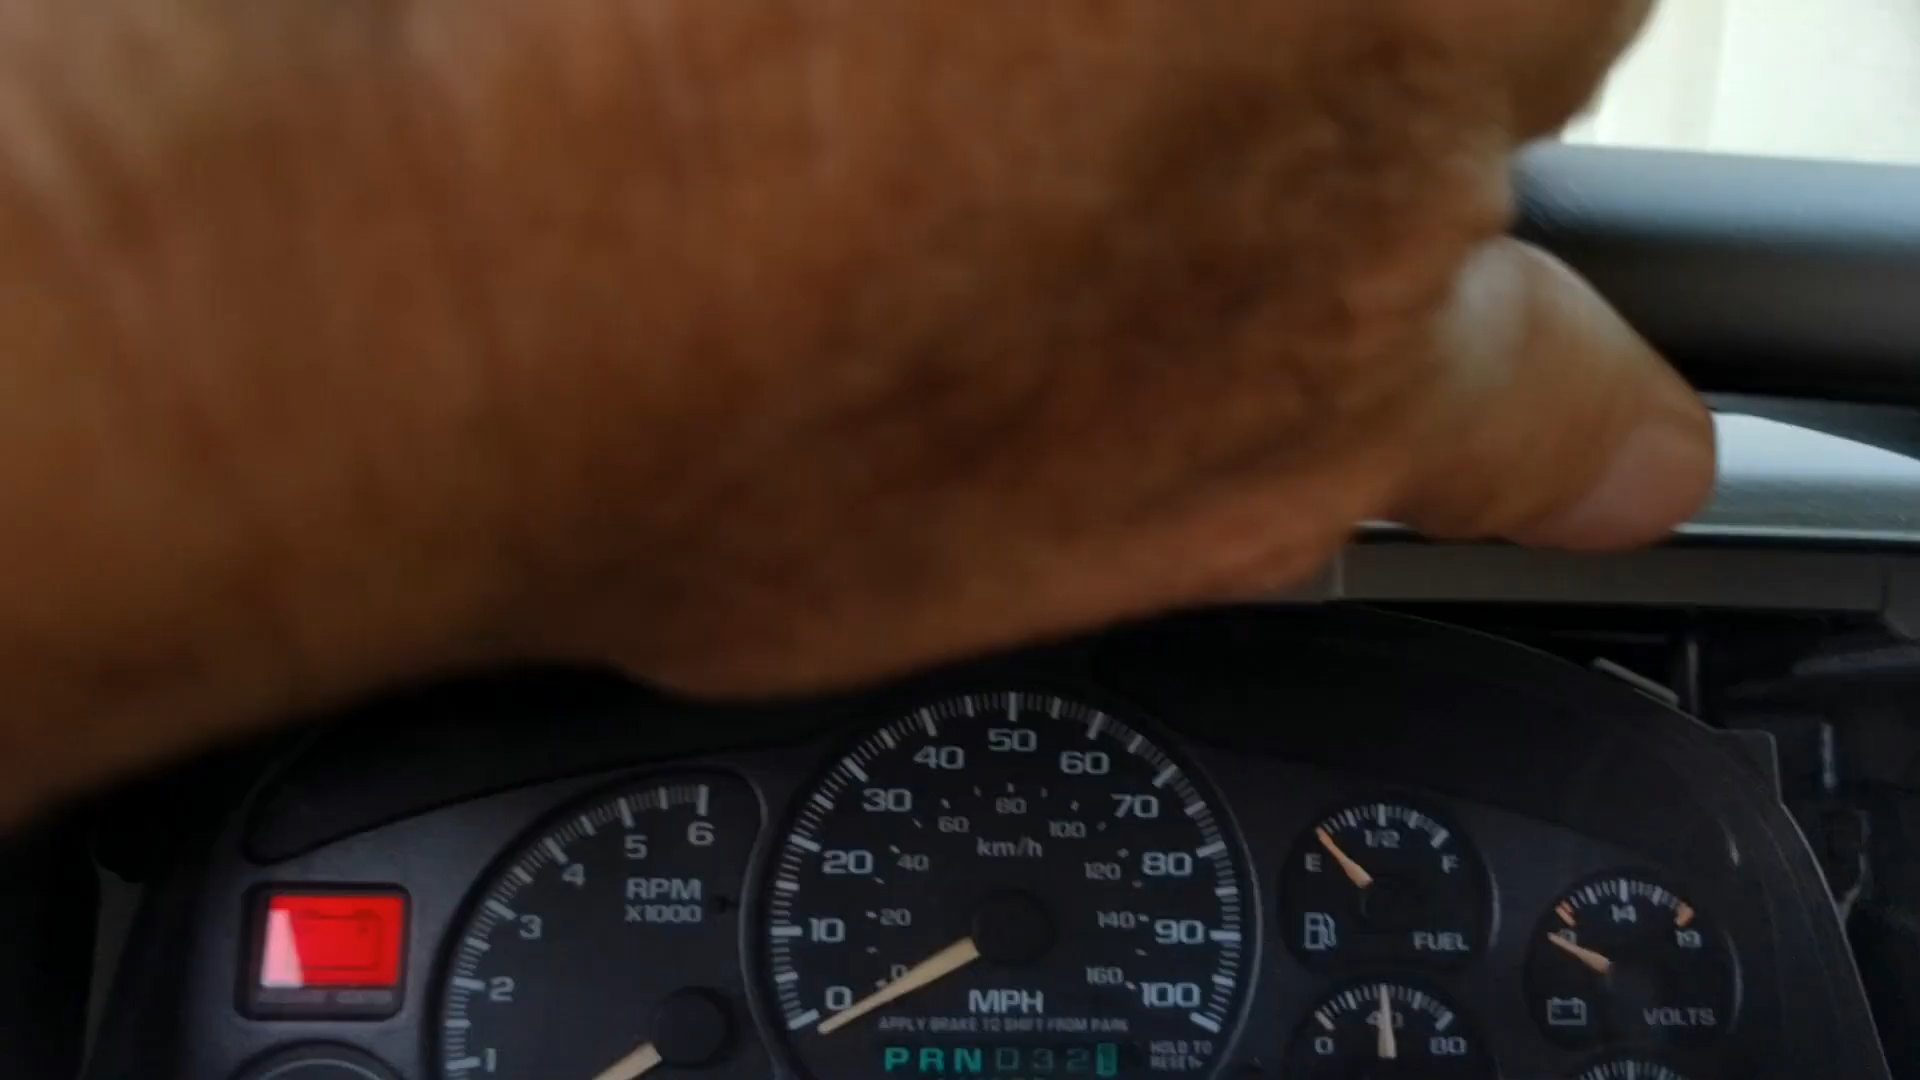 6
5
4
3
2
1
RPM
X1000
0
10
20
30
40
50
60
70
80
90
100
0
20
40
60
80
100
120
140
160
km/h
MPH
APPLY BRAKE TO SHIFT FROM PARK
PRND32
HOLD TO
RESET
E
1/2
F
FUEL
0
40
80
9
14
19
VOLTS